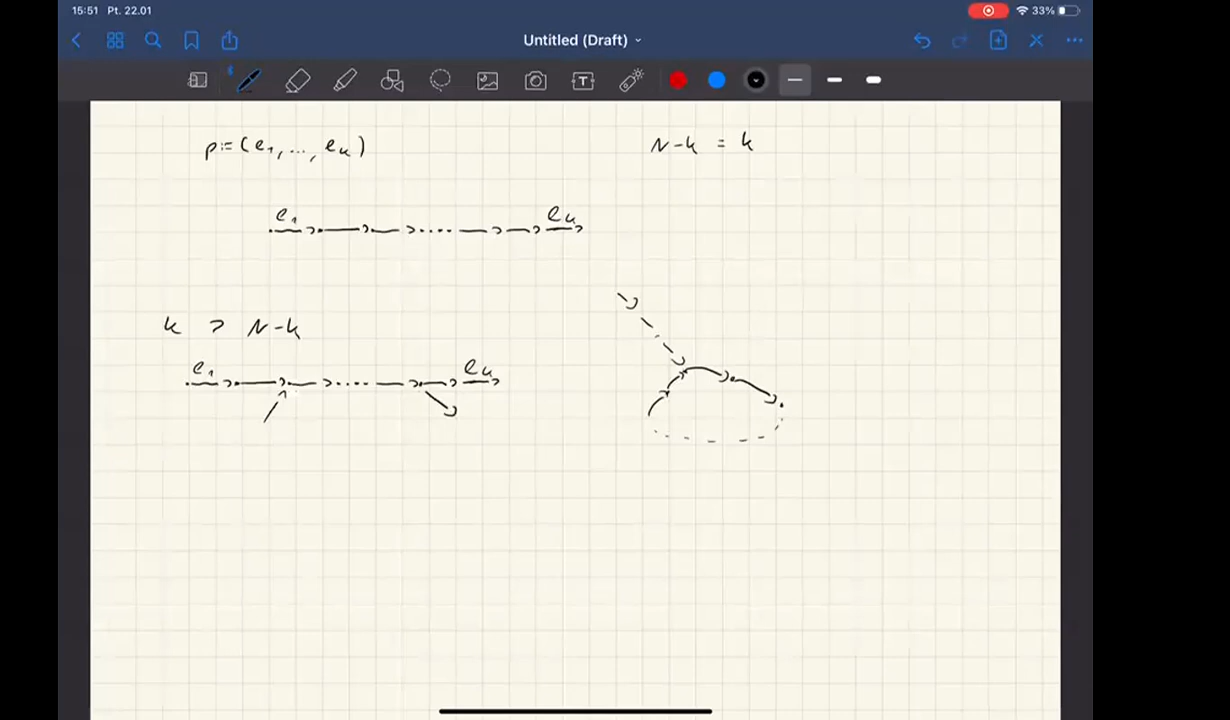 15:51 Pt. 22.01
33%
Untitled (Draft)
T
p:=(e₁,...,eₖ)
N-k = k
e₁ eₖ
k > N-k
e₁ eₖ